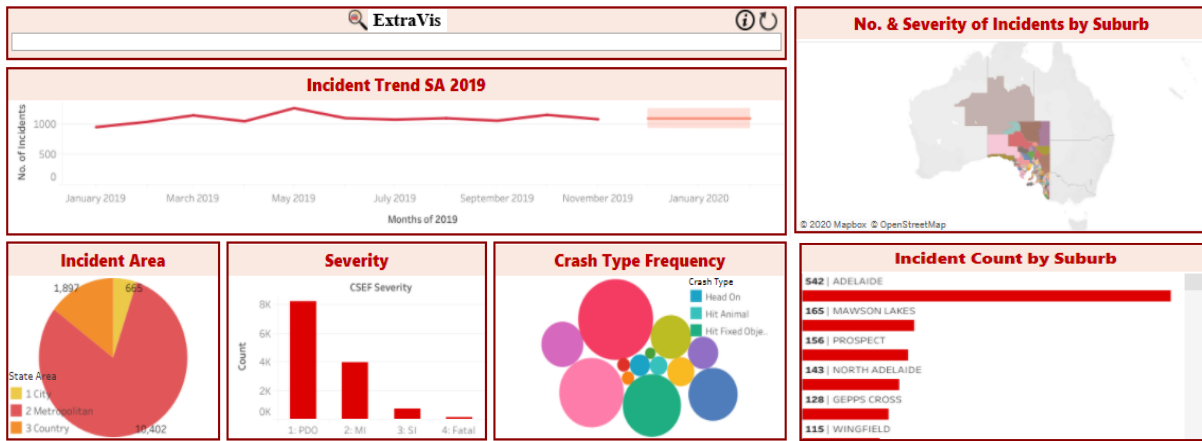 ExtraVis
No. & Severity of Incidents by Suburb
© 2020 Mapbox © OpenStreetMap
Incident Trend SA 2019
No. of Incidents
1000
500
0
January 2019
March 2019
May 2019
July 2019
September 2019
November 2019
January 2020
Months of 2019
Incident Area
1,897
665
State Area
1 City
2 Metropolitan
3 Country
10,402
Severity
CSEF Severity
Count
8K
6K
4K
2K
0K
1: PDO
2: MI
3: SI
4: Fatal
Crash Type Frequency
Crash Type
Head On
Hit Animal
Hit Fixed Obje..
Incident Count by Suburb
542 | ADELAIDE
165 | MAWSON LAKES
156 | PROSPECT
143 | NORTH ADELAIDE
128 | GEPPS CROSS
115 | WINGFIELD